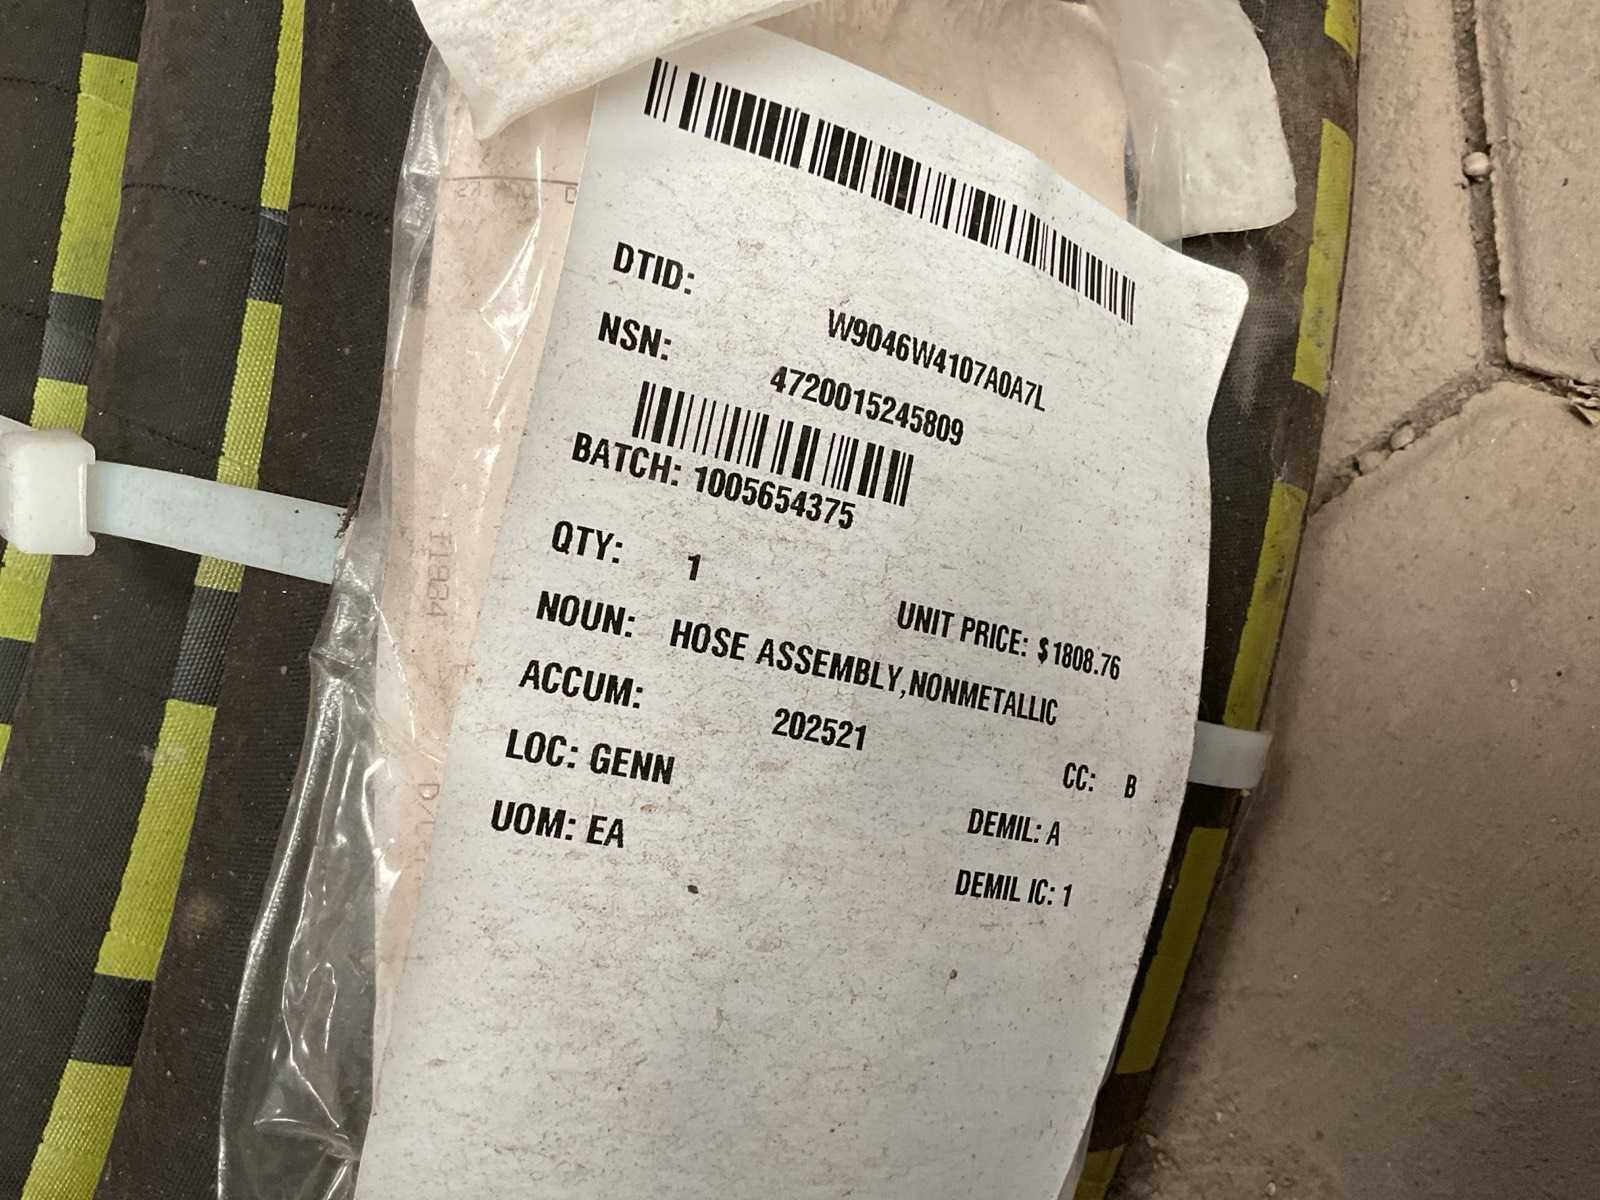 DTID: W9046W4107A0A7L
NSN: 4720015245809
BATCH: 1005654375
QTY: 1
UNIT PRICE: $1808.76
NOUN: HOSE ASSEMBLY,NONMETALLIC
ACCUM: 202521
LOC: GENN
CC: B
UOM: EA
DEMIL: A
DEMIL IC: 1